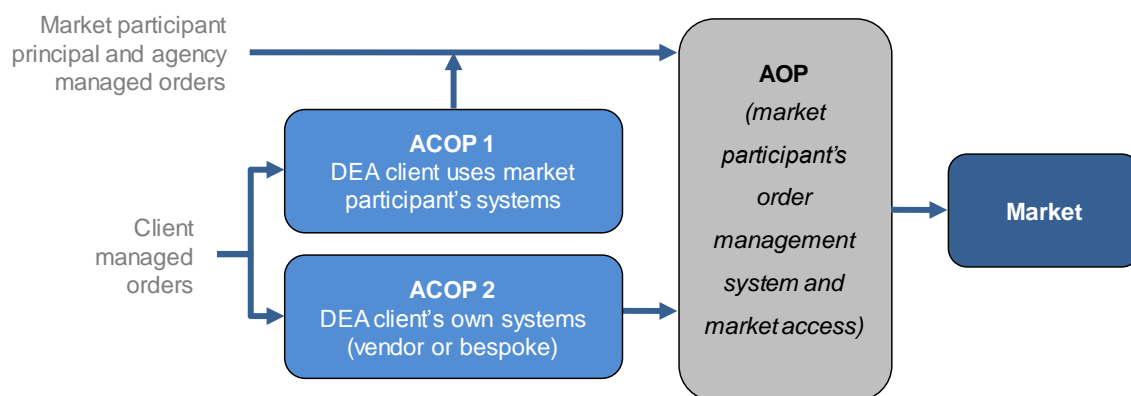 Market participant
principal and agency
managed orders
ACOP 1
DEA client uses market
participant's systems
Client
managed
orders
ACOP 2
DEA client's own systems
(vendor or bespoke)
AOP
(market
participant's
order
management
system and
market access)
Market